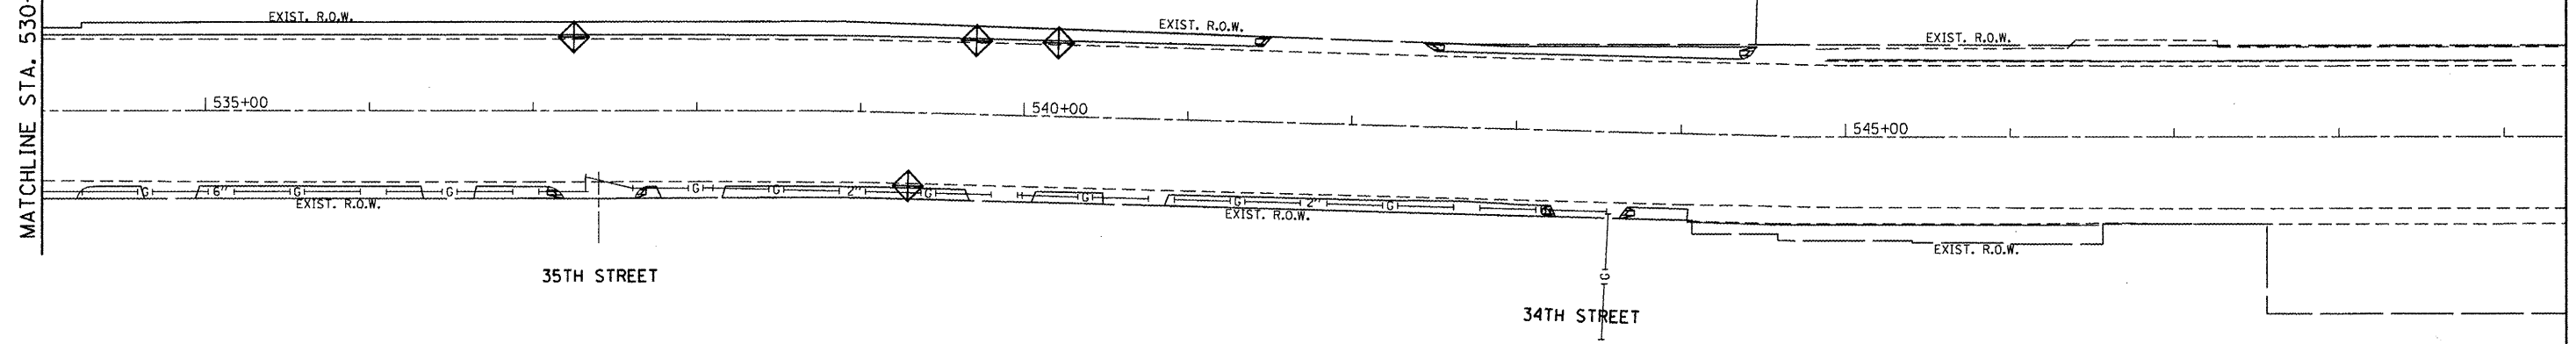 MATCHLINE STA. 530+
EXIST. R.O.W.
EXIST. R.O.W.
EXIST. R.O.W.
535+00
540+00
545+00
G 6" G G G G 2" G G G 2" G
EXIST. R.O.W.
EXIST. R.O.W.
EXIST. R.O.W.
35TH STREET
G
34TH STREET